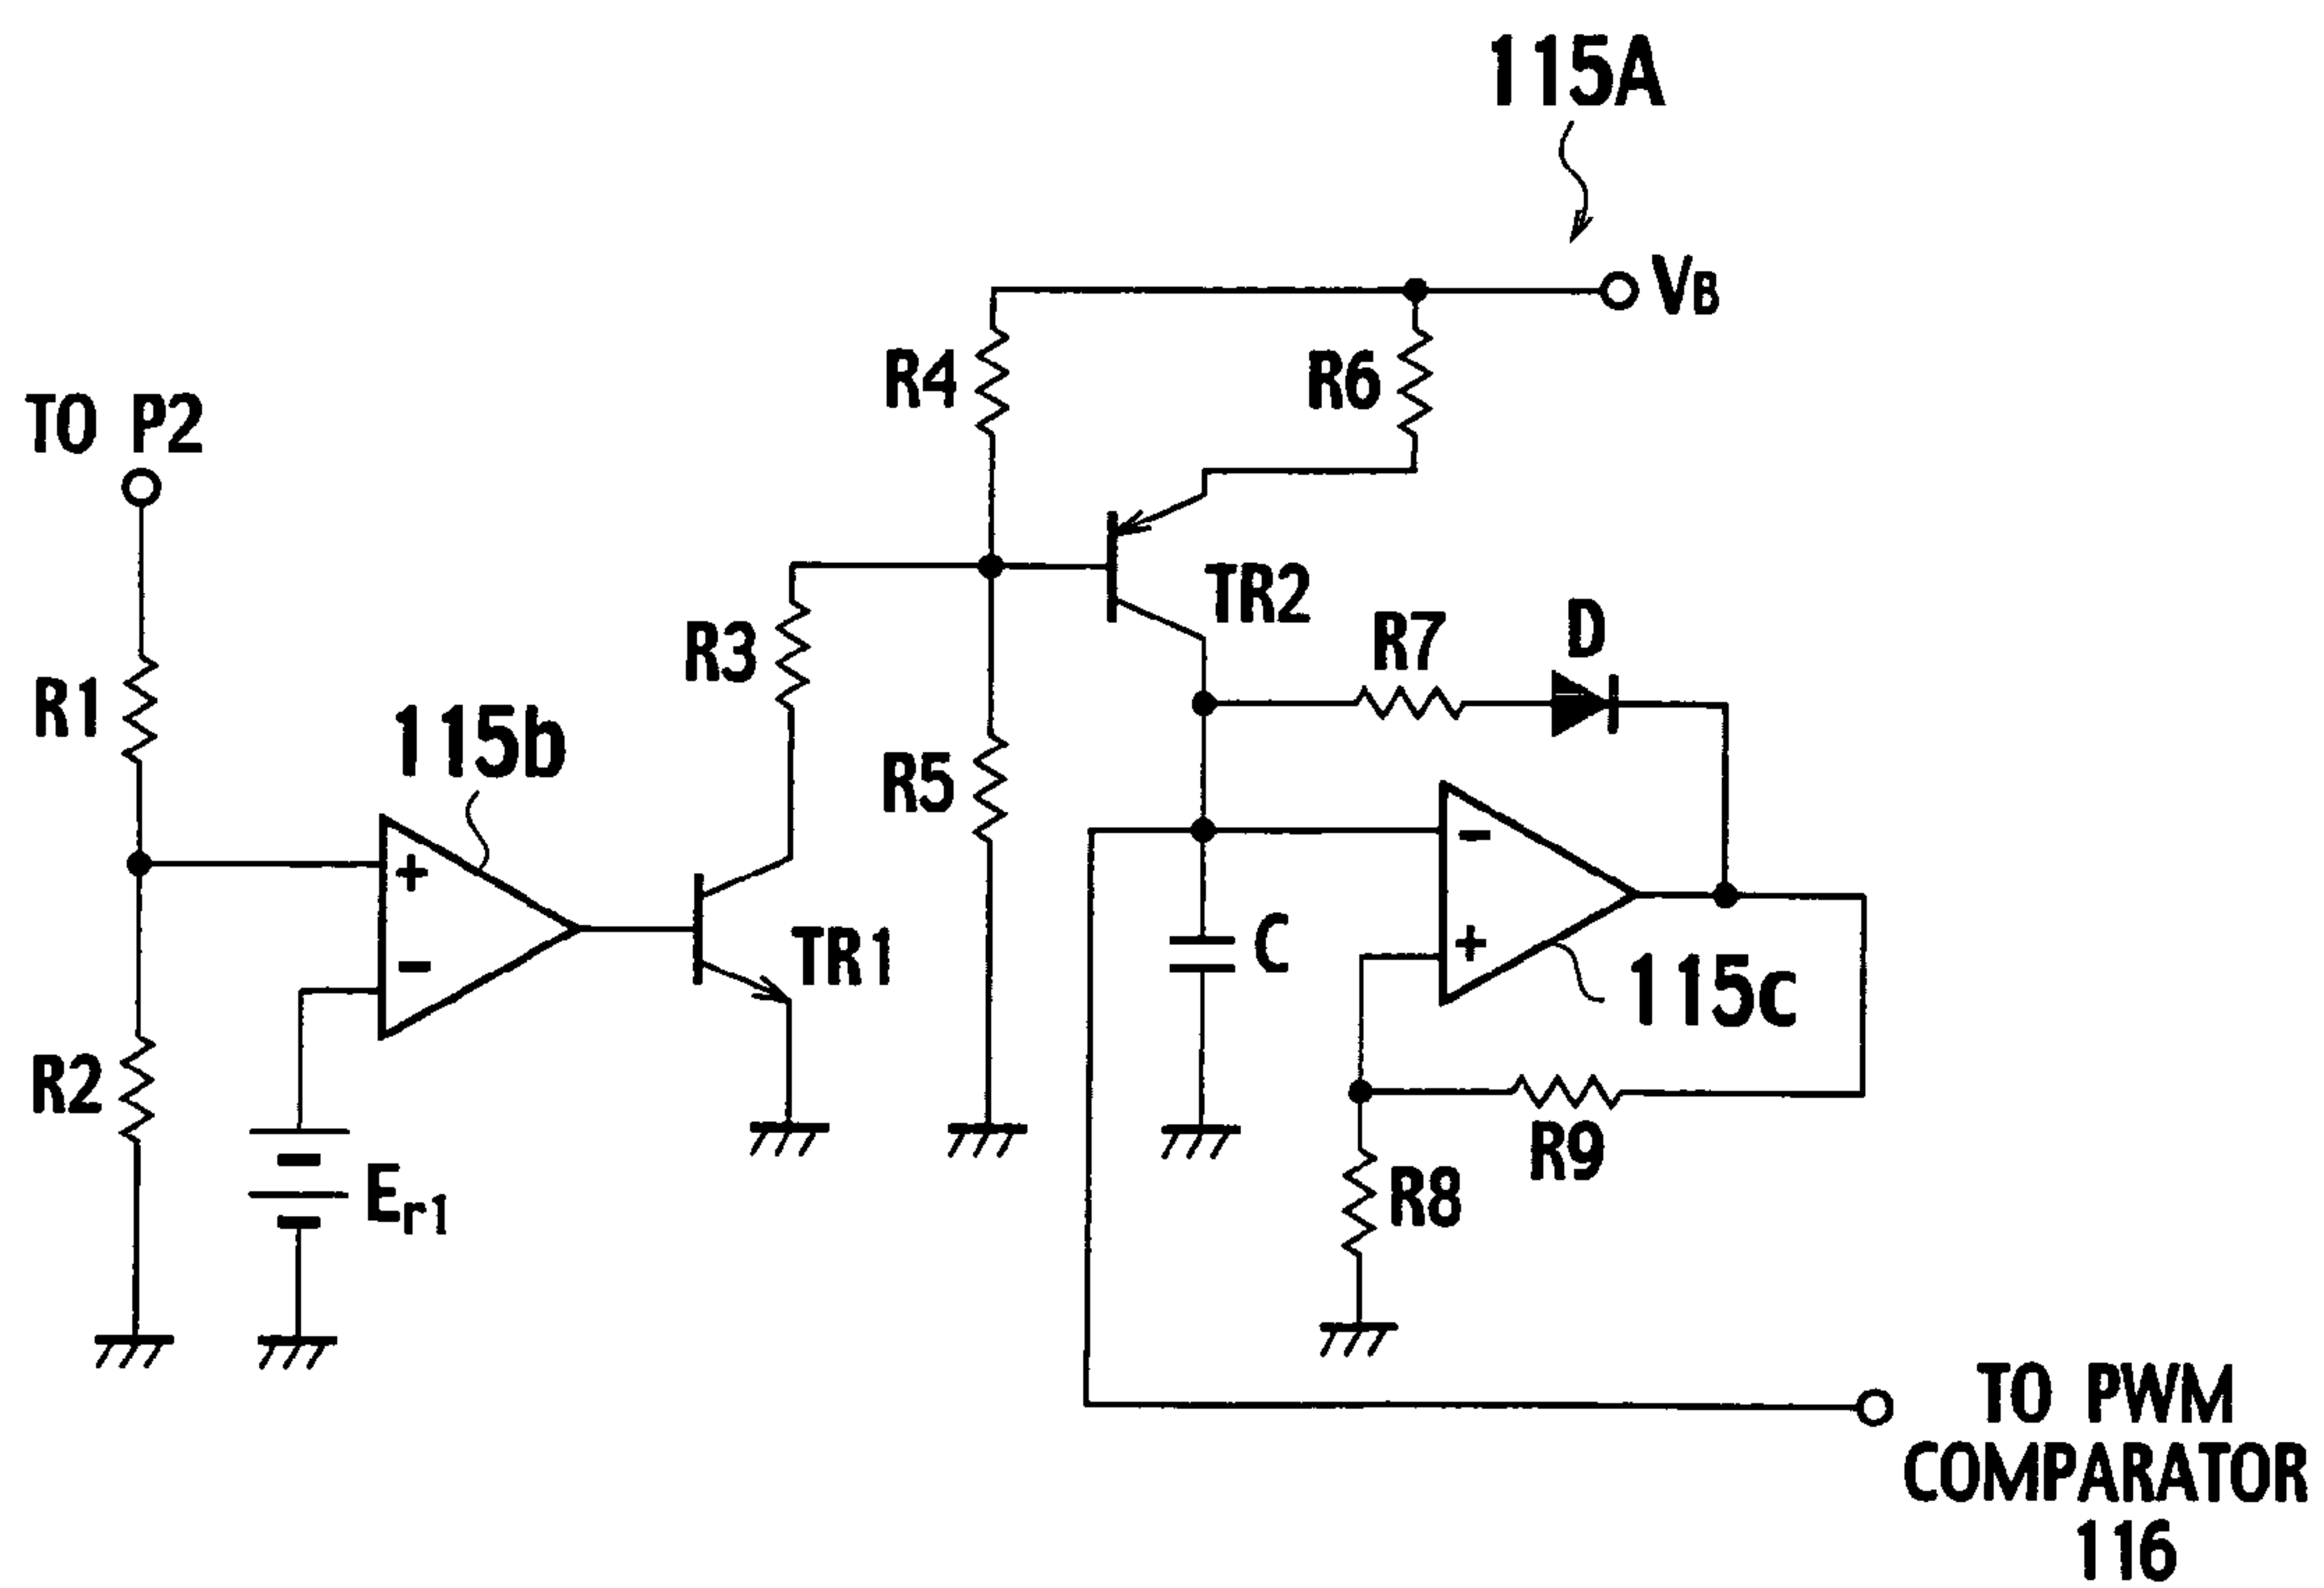 115A
VB
R4
R6
TO P2
TR2
R7
D
R3
R1
115b
R5
+
-
C
TR1
-
+
115c
R2
Er1
R9
R8
TO PWM
COMPARATOR
116